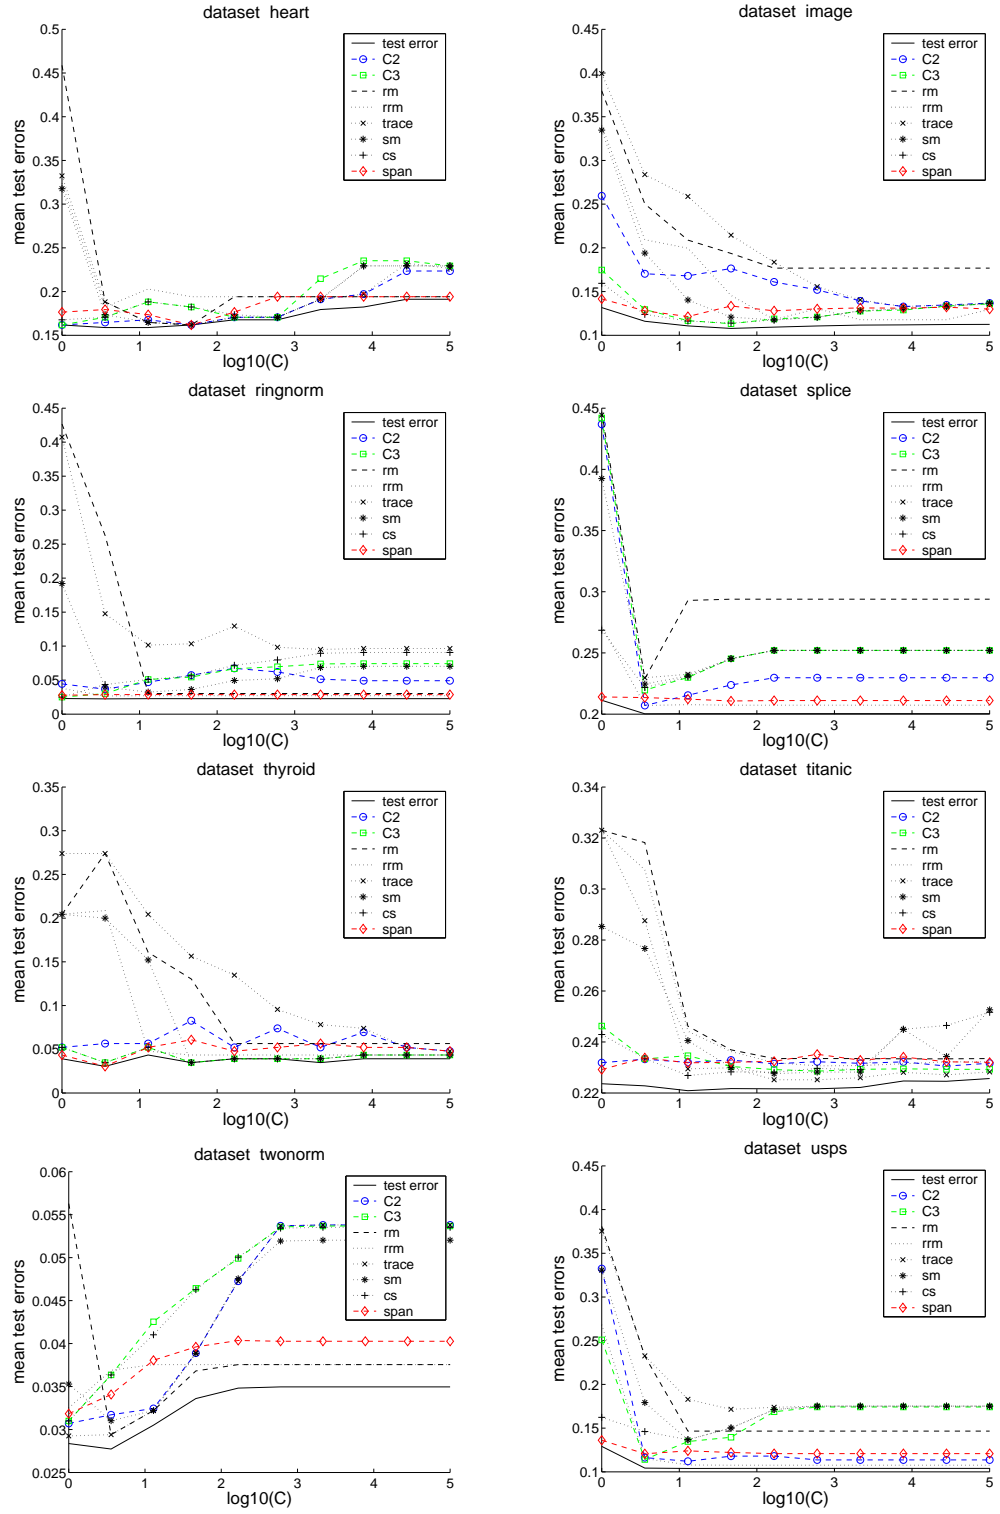 dataset heart
mean test errors
0.5
0.45
0.4
0.35
0.3
0.25
0.2
0.15
0 1 2 3 4 5
log10(C)
test error
C2
C3
rm
rrm
trace
sm
cs
span
dataset image
mean test errors
0.45
0.4
0.35
0.3
0.25
0.2
0.15
0.1
0 1 2 3 4 5
log10(C)
test error
C2
C3
rm
rrm
trace
sm
cs
span
dataset ringnorm
mean test errors
0.45
0.4
0.35
0.3
0.25
0.2
0.15
0.1
0.05
0
0 1 2 3 4 5
log10(C)
test error
C2
C3
rm
rrm
trace
sm
cs
span
dataset splice
mean test errors
0.45
0.4
0.35
0.3
0.25
0.2
0 1 2 3 4 5
log10(C)
test error
C2
C3
rm
rrm
trace
sm
cs
span
dataset thyroid
mean test errors
0.35
0.3
0.25
0.2
0.15
0.1
0.05
0
0 1 2 3 4 5
log10(C)
test error
C2
C3
rm
rrm
trace
sm
cs
span
dataset titanic
mean test errors
0.34
0.32
0.3
0.28
0.26
0.24
0.22
0 1 2 3 4 5
log10(C)
test error
C2
C3
rm
rrm
trace
sm
cs
span
dataset twonorm
mean test errors
0.06
0.055
0.05
0.045
0.04
0.035
0.03
0.025
0 1 2 3 4 5
log10(C)
test error
C2
C3
rm
rrm
trace
sm
cs
span
dataset usps
mean test errors
0.45
0.4
0.35
0.3
0.25
0.2
0.15
0.1
0 1 2 3 4 5
log10(C)
test error
C2
C3
rm
rrm
trace
sm
cs
span